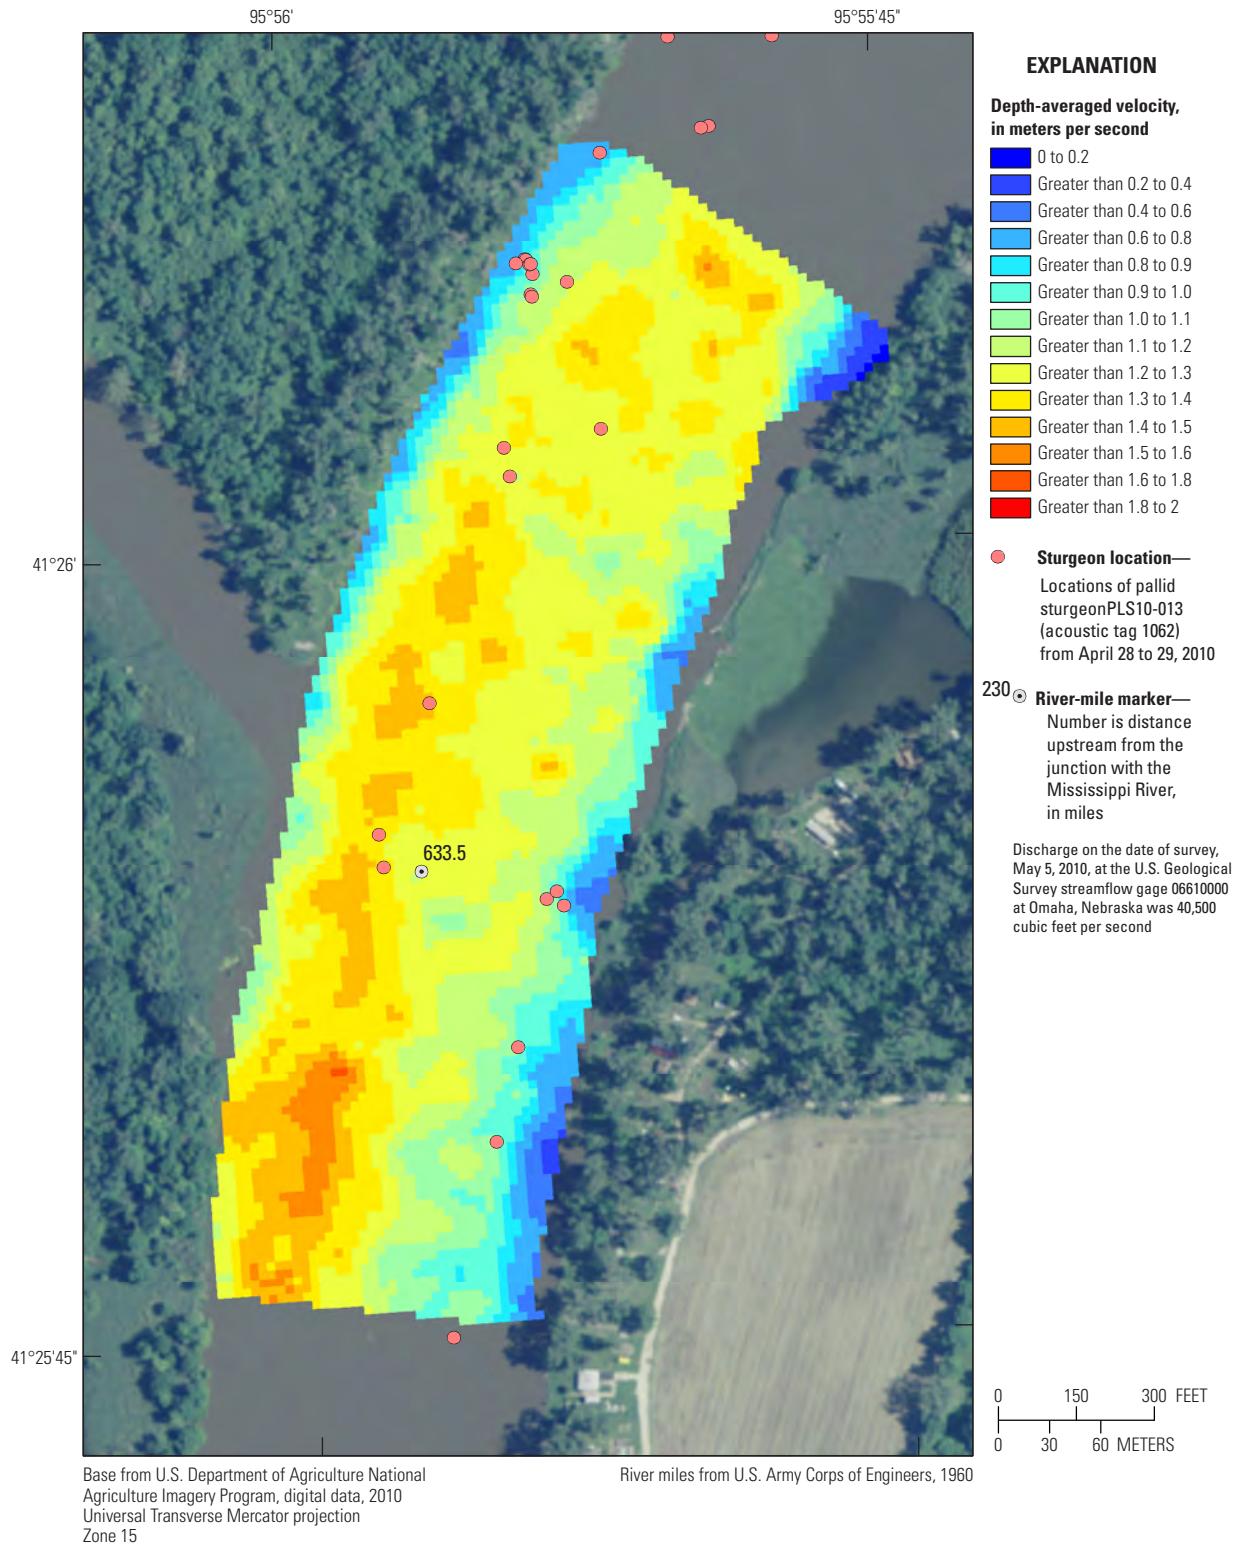 95°56'
95°55'45"
41°26'
41°25'45"
633.5
EXPLANATION
Depth-averaged velocity,
in meters per second
0 to 0.2
Greater than 0.2 to 0.4
Greater than 0.4 to 0.6
Greater than 0.6 to 0.8
Greater than 0.8 to 0.9
Greater than 0.9 to 1.0
Greater than 1.0 to 1.1
Greater than 1.1 to 1.2
Greater than 1.2 to 1.3
Greater than 1.3 to 1.4
Greater than 1.4 to 1.5
Greater than 1.5 to 1.6
Greater than 1.6 to 1.8
Greater than 1.8 to 2
Sturgeon location—
Locations of pallid
sturgeonPLS10-013
(acoustic tag 1062)
from April 28 to 29, 2010
230 River-mile marker—
Number is distance
upstream from the
junction with the
Mississippi River,
in miles
Discharge on the date of survey,
May 5, 2010, at the U.S. Geological
Survey streamflow gage 06610000
at Omaha, Nebraska was 40,500
cubic feet per second
0 150 300 FEET
0 30 60 METERS
Base from U.S. Department of Agriculture National
Agriculture Imagery Program, digital data, 2010
Universal Transverse Mercator projection
Zone 15
River miles from U.S. Army Corps of Engineers, 1960